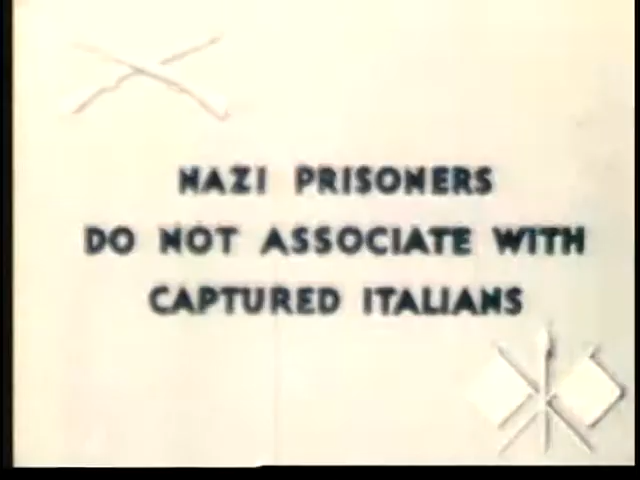 NAZI PRISONERS
DO NOT ASSOCIATE WITH
CAPTURED ITALIANS